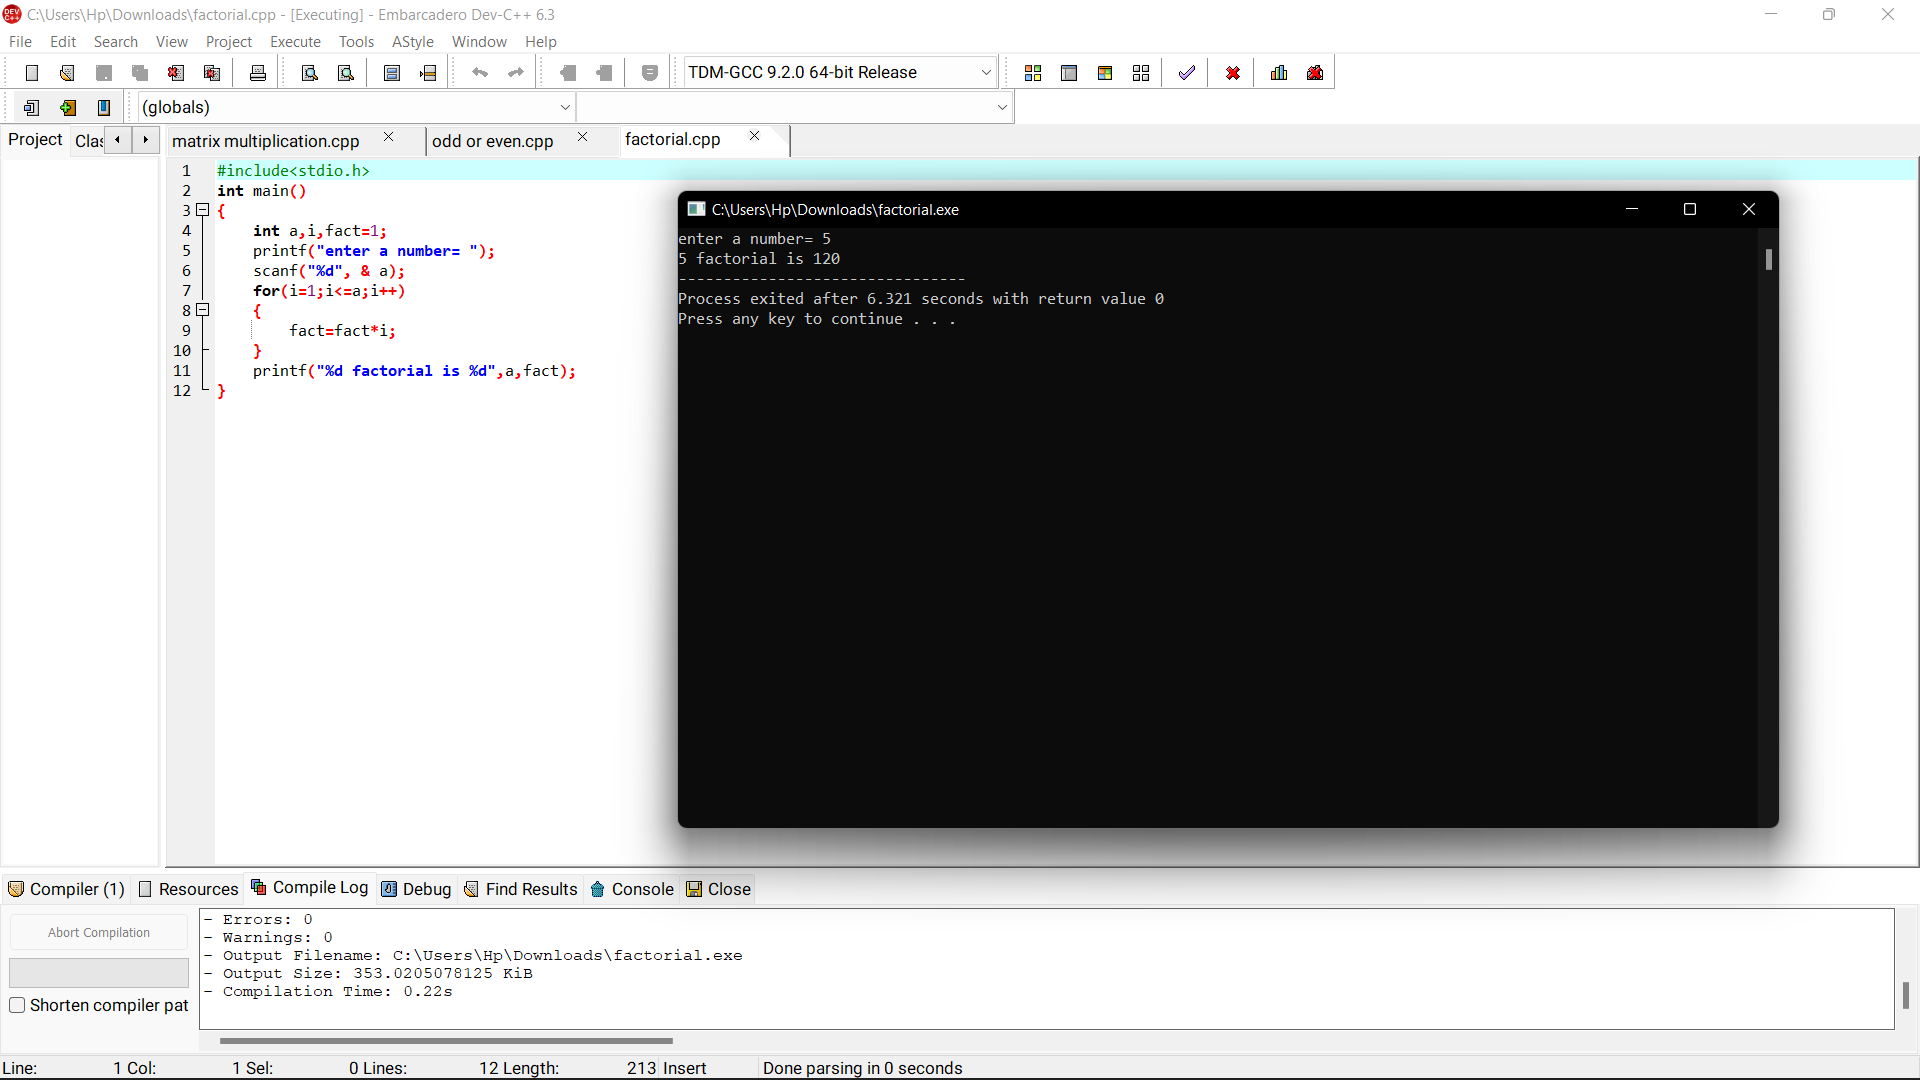 C:\Users\Hp\Downloads\factorial.cpp - [Executing] - Embarcadero Dev-C++ 6.3
File Edit Search View Project Execute Tools AStyle Window Help
TDM-GCC 9.2.0 64-bit Release
(globals)
Project Clas
matrix multiplication.cpp odd or even.cpp factorial.cpp
1 #include<stdio.h>
2 int main()
3 {
4 int a,i,fact=1;
5 printf("enter a number= ");
6 scanf("%d", & a);
7 for(i=1;i<=a;i++)
8 {
9 fact=fact*i;
10 }
11 printf("%d factorial is %d",a,fact);
12 }
C:\Users\Hp\Downloads\factorial.exe
enter a number= 5
5 factorial is 120
--------------------------------
Process exited after 6.321 seconds with return value 0
Press any key to continue . . .
Compiler (1) Resources Compile Log Debug Find Results Console Close
Abort Compilation
Shorten compiler pat
- Errors: 0
- Warnings: 0
- Output Filename: C:\Users\Hp\Downloads\factorial.exe
- Output Size: 353.0205078125 KiB
- Compilation Time: 0.22s
Line: 1 Col: 1 Sel: 0 Lines: 12 Length: 213 Insert Done parsing in 0 seconds